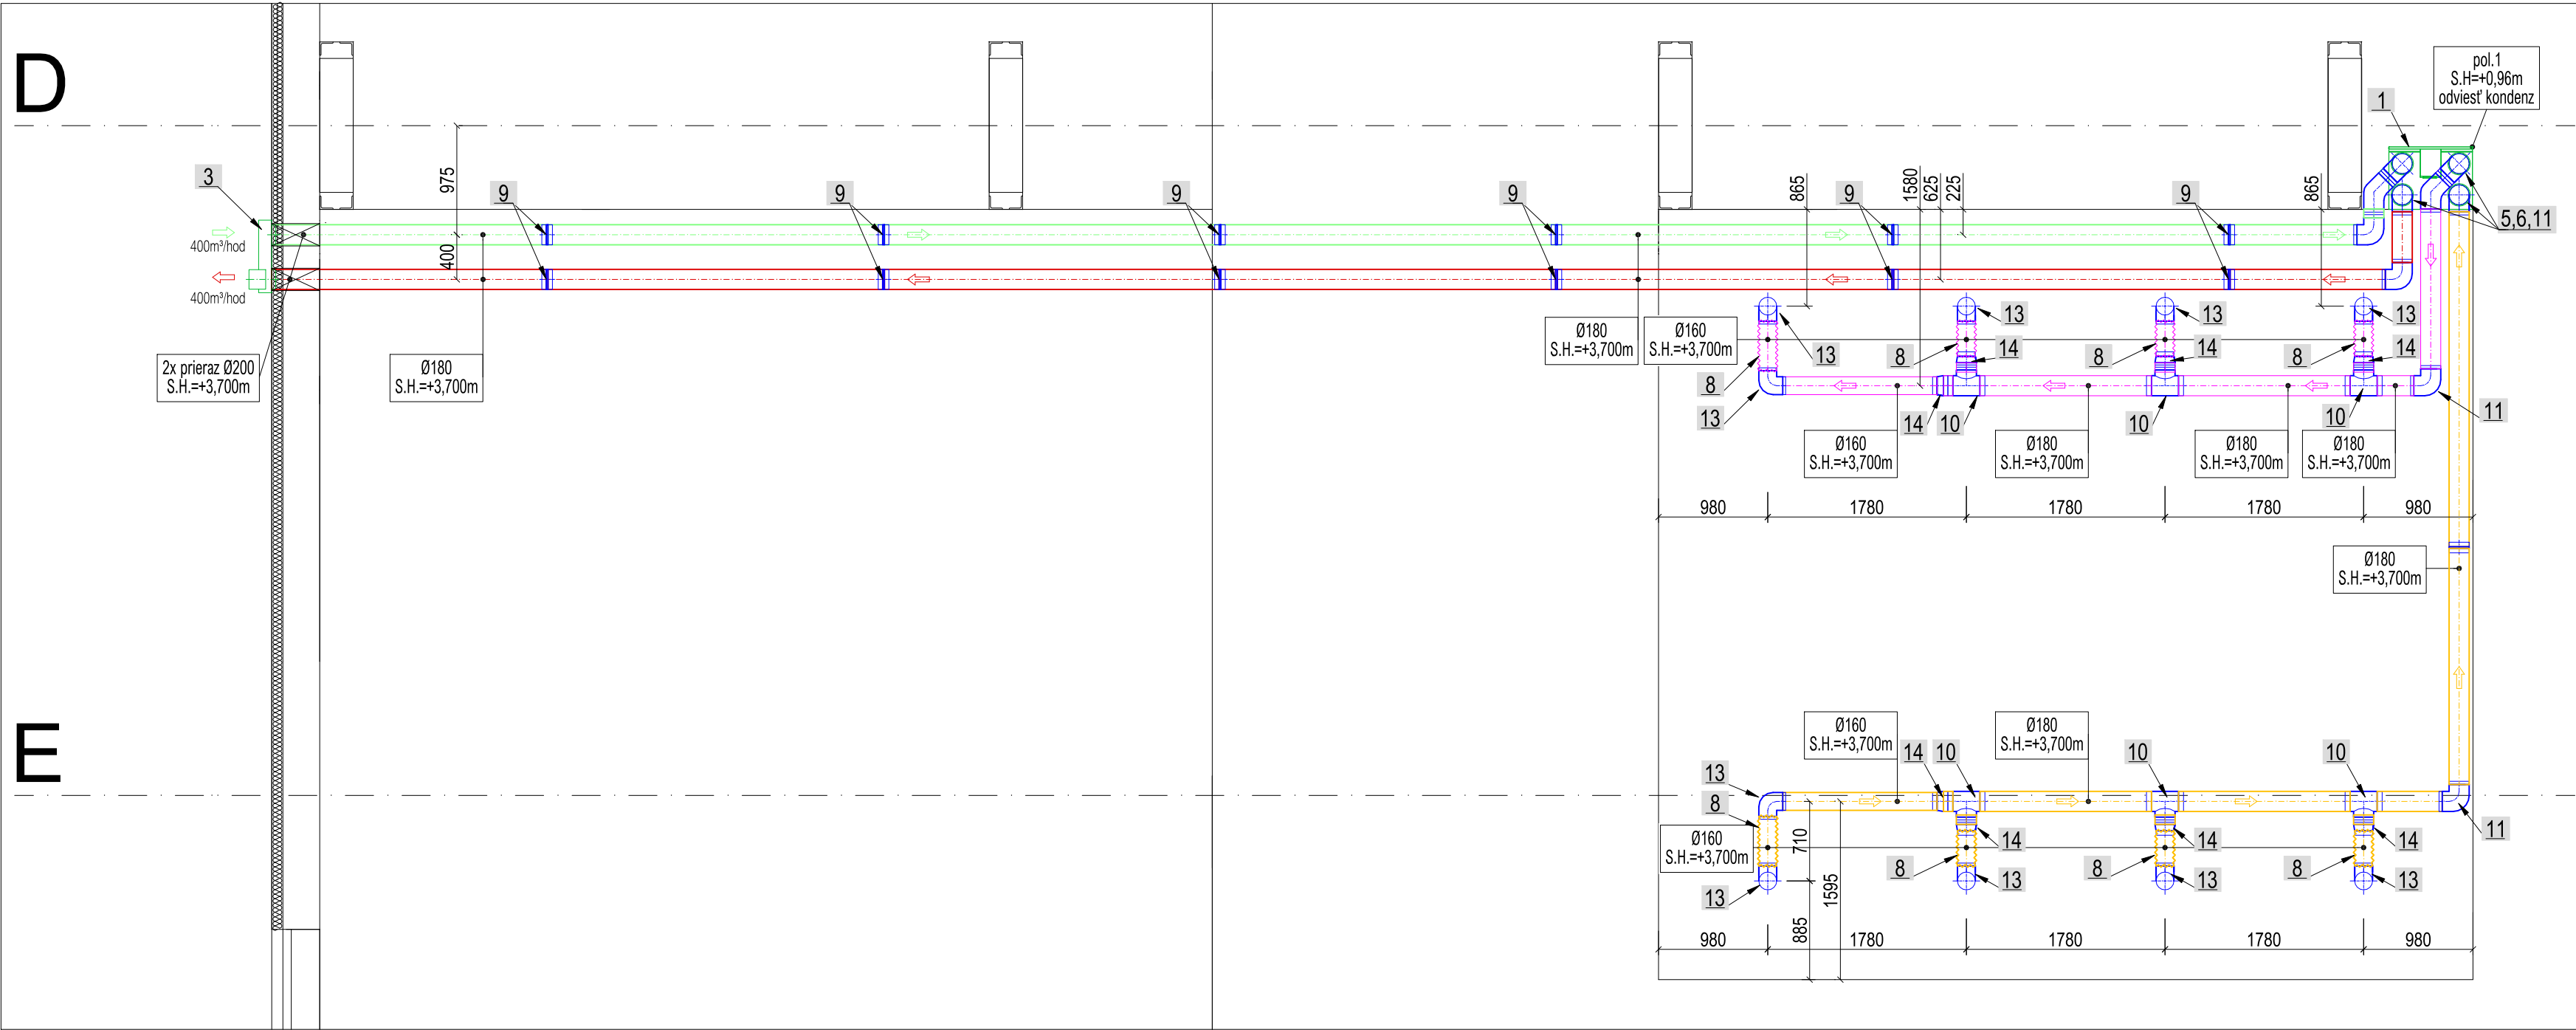 D
pol.1
S.H=+0,96m
odviesť kondenz
1
3
9
9
9
9
9
9
975
400
865
1580
625
225
865
5,6,11
400m³/hod
400m³/hod
2x prieraz Ø200
S.H.=+3,700m
Ø180
S.H.=+3,700m
Ø180
S.H.=+3,700m
Ø160
S.H.=+3,700m
13
13
13
13
8
14
8
14
8
14
8
13
14
10
10
10
11
Ø160
S.H.=+3,700m
Ø180
S.H.=+3,700m
Ø180
S.H.=+3,700m
Ø180
S.H.=+3,700m
980
1780
1780
1780
980
Ø180
S.H.=+3,700m
E
Ø160
S.H.=+3,700m
Ø180
S.H.=+3,700m
14
10
10
10
13
8
11
Ø160
S.H.=+3,700m
710
1595
885
14
14
14
8
13
8
13
8
13
13
980
1780
1780
1780
980